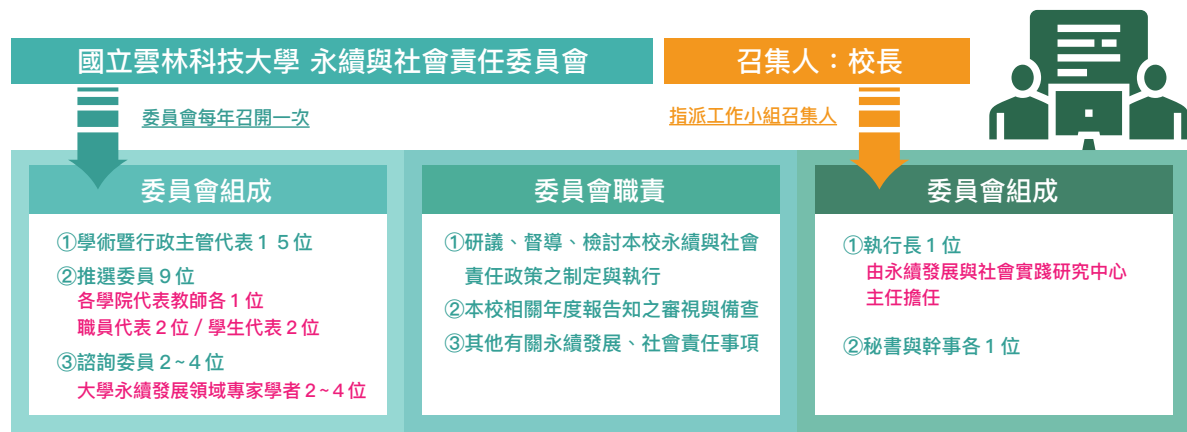 國立雲林科技大學 永續與社會責任委員會
召集人：校長
委員會每年召開一次
指派工作小組召集人
委員會組成
①學術暨行政主管代表１５位
②推選委員９位
各學院代表教師各１位
職員代表２位 / 學生代表２位
③諮詢委員２~４位
大學永續發展領域專家學者２~４位
委員會職責
①研議、督導、檢討本校永續與社會
責任政策之制定與執行
②本校相關年度報告知之審視與備查
③其他有關永續發展、社會責任事項
委員會組成
①執行長１位
由永續發展與社會實踐研究中心
主任擔任
②秘書與幹事各１位